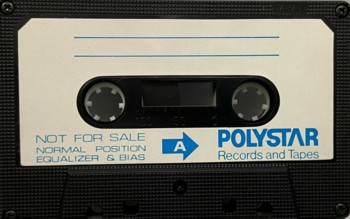 NOT FOR SALE
NORMAL POSITION
EQUALIZER & BIAS
A
POLYSTAR
Records and Tapes